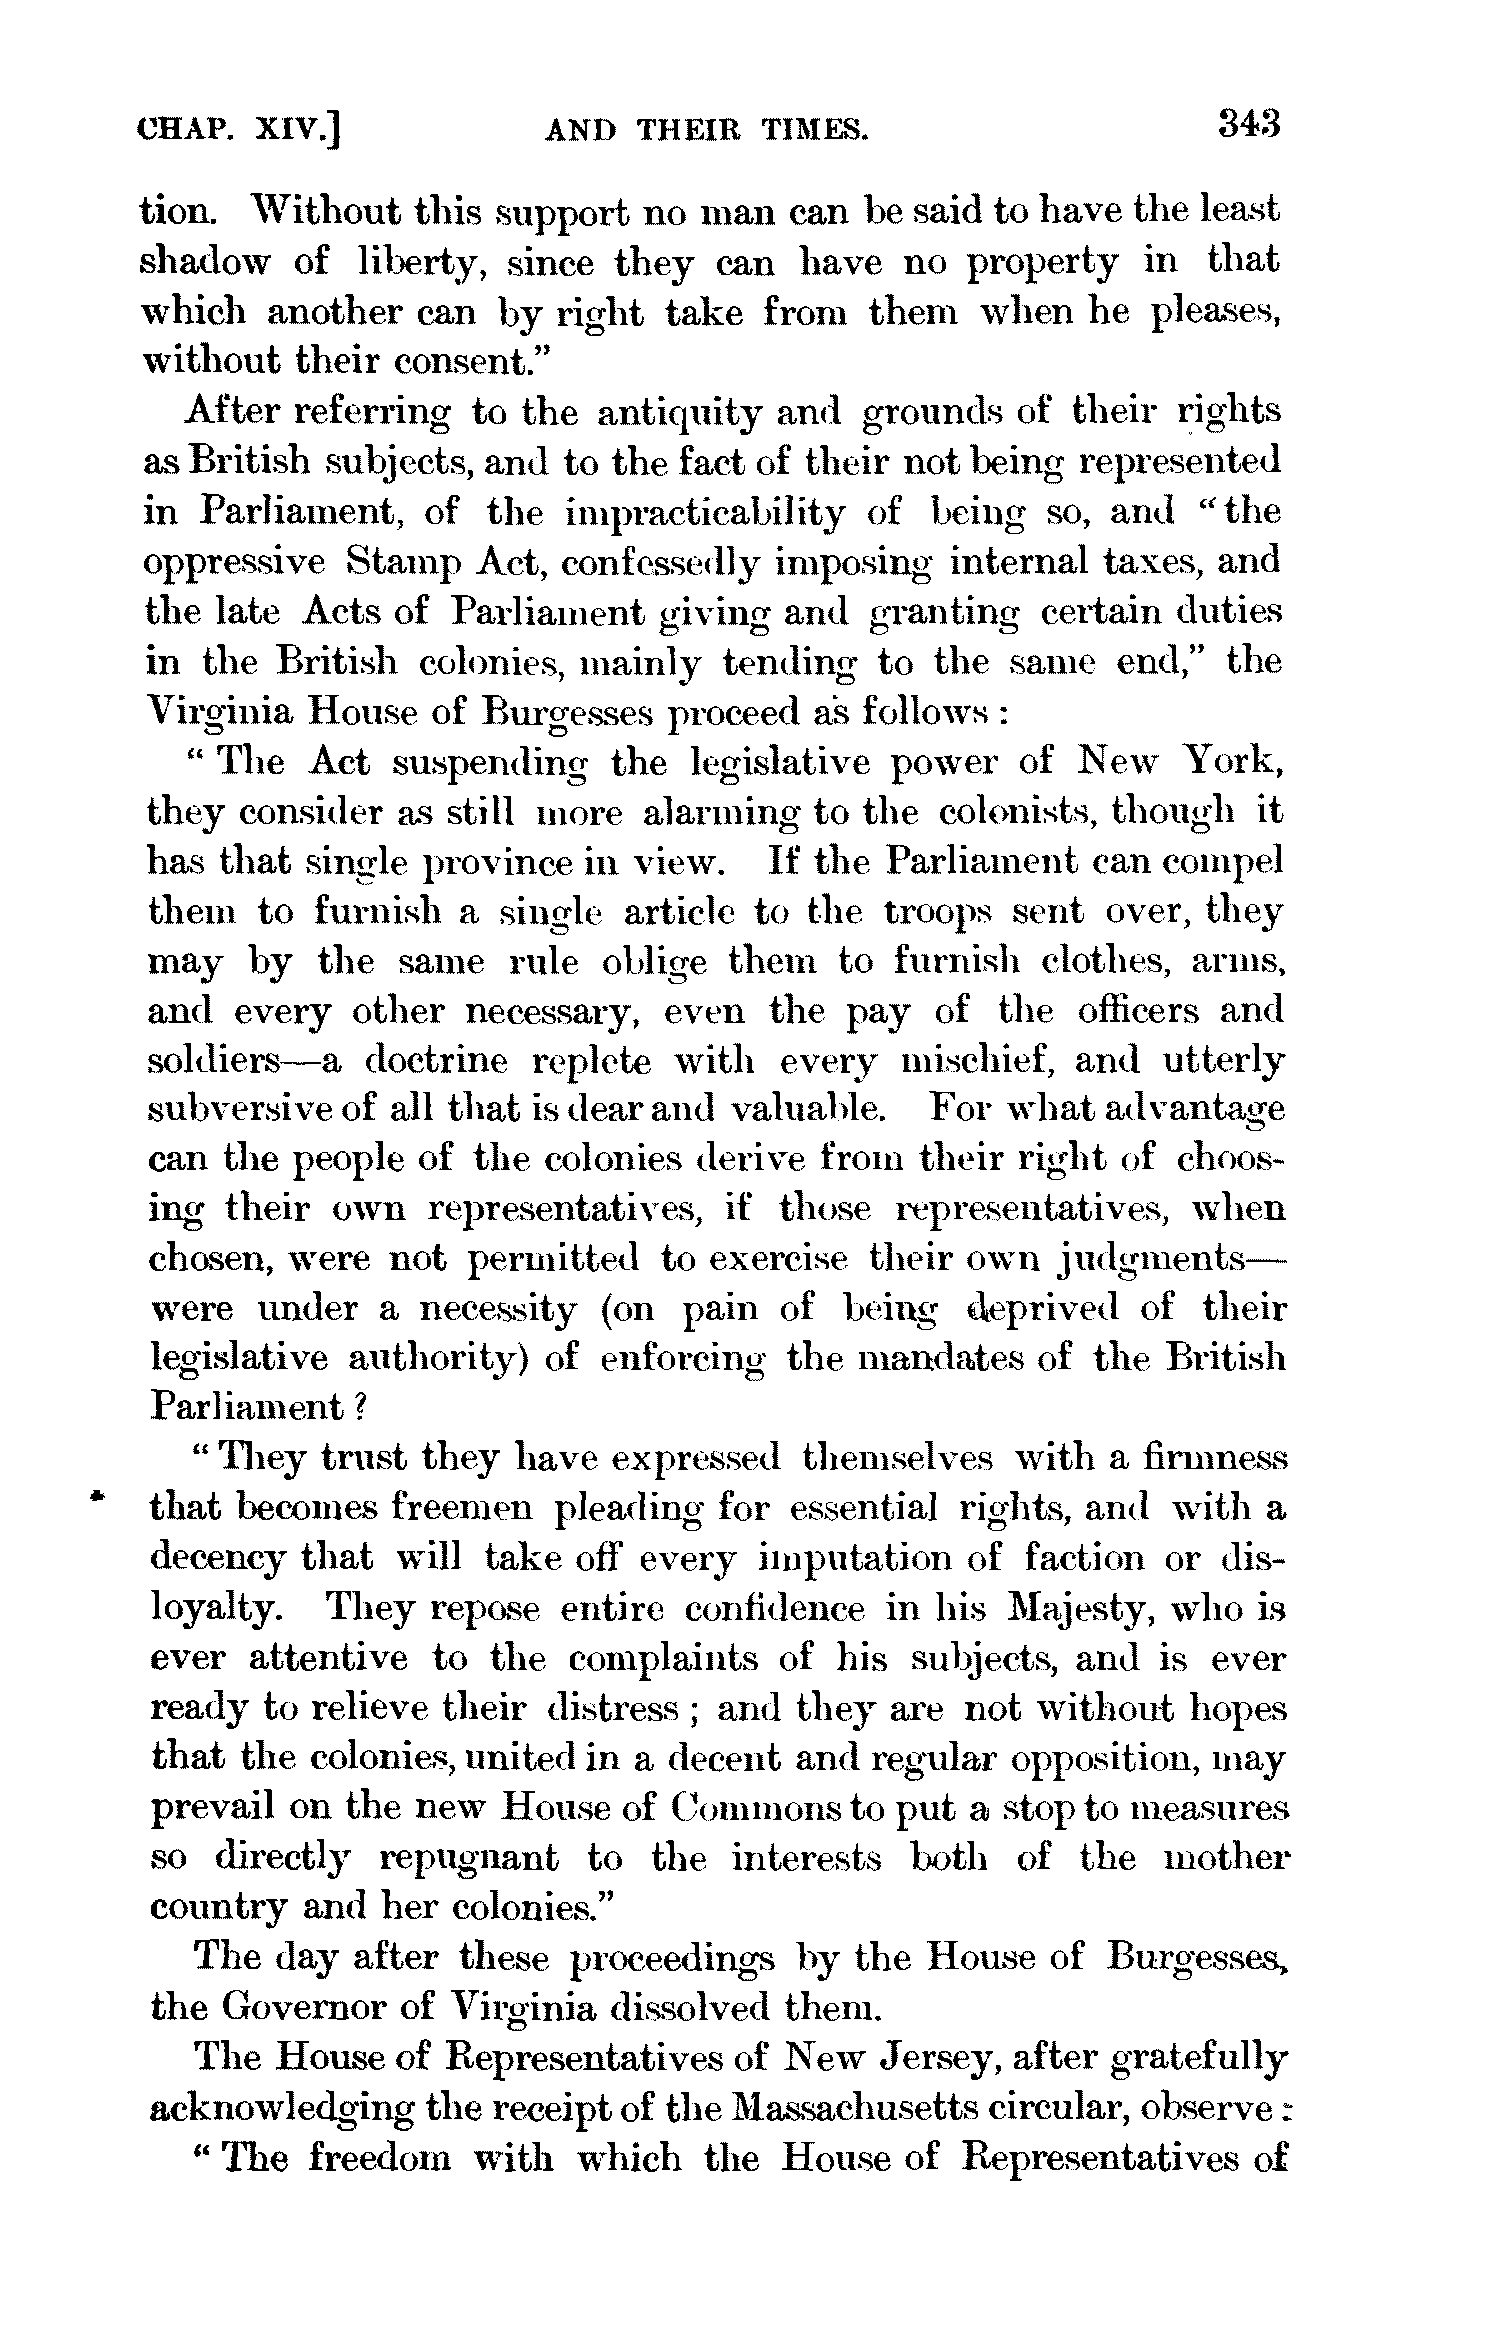 CHAP. XIV.] AND THEIR TIMES. 343
tion. Without this support no man can be said to have the least
shadow of liberty, since they can have no property in that
which another can by right take from them when he pleases,
without their consent."
After referring to the antiquity and grounds of their rights
as British subjects, and to the fact of their not being represented
in Parliament, of the impracticability of being so, and "the
oppressive Stamp Act, confessedly imposing internal taxes, and
the late Acts of Parliament giving and granting certain duties
in the British colonies, mainly tending to the same end," the
Virginia House of Burgesses proceed as follows :
" The Act suspending the legislative power of New York,
they consider as still more alarming to the colonists, though it
has that single province in view. If the Parliament can compel
them to furnish a single article to the troops sent over, they
may by the same rule oblige them to furnish clothes, arms,
and every other necessary, even the pay of the officers and
soldiers—a doctrine replete with every mischief, and utterly
subversive of all that is dear and valuable. For what advantage
can the people of the colonies derive from their right of choos-
ing their own representatives, if those representatives, when
chosen, were not permitted to exercise their own judgments—
were under a necessity (on pain of being deprived of their
legislative authority) of enforcing the mandates of the British
Parliament ?
" They trust they have expressed themselves with a firmness
that becomes freemen pleading for essential rights, and with a
decency that will take off every imputation of faction or dis-
loyalty. They repose entire confidence in his Majesty, who is
ever attentive to the complaints of his subjects, and is ever
ready to relieve their distress ; and they are not without hopes
that the colonies, united in a decent and regular opposition, may
prevail on the new House of Commons to put a stop to measures
so directly repugnant to the interests both of the mother
country and her colonies."
The day after these proceedings by the House of Burgesses,
the Governor of Virginia dissolved them.
The House of Representatives of New Jersey, after gratefully
acknowledging the receipt of the Massachusetts circular, observe :
" The freedom with which the House of Representatives of